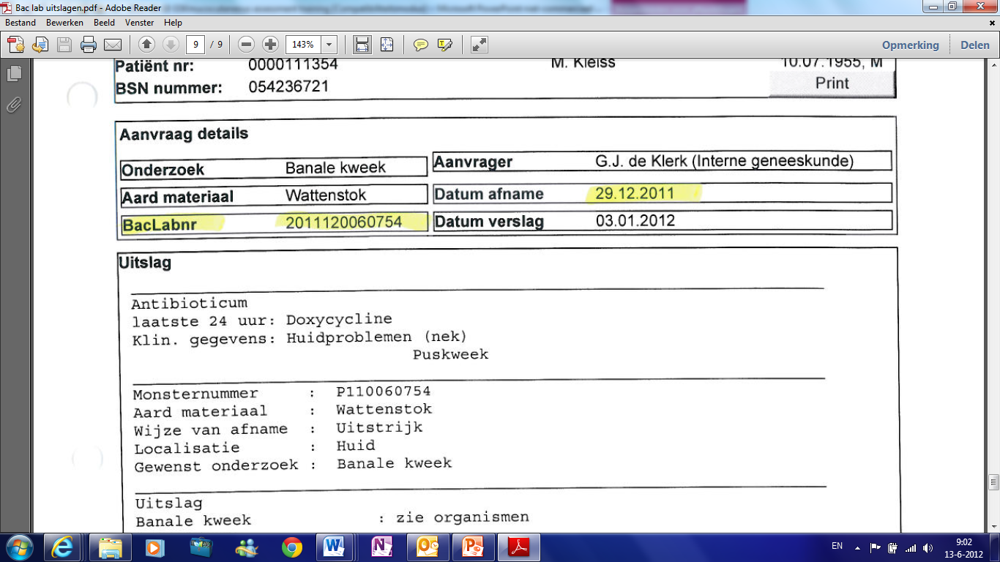 Bac lab uitslagen.pdf - Adobe Reader
Bestand Bewerken Beeld Venster Help
9 / 9 143% Opmerking Delen
Patiënt nr: 0000111354 M. Kleiss 10.07.1955, M
BSN nummer: 054236721 Print
Aanvraag details
Onderzoek Banale kweek Aanvrager G.J. de Klerk (Interne geneeskunde)
Aard materiaal Wattenstok Datum afname 29.12.2011
BacLabnr 2011120060754 Datum verslag 03.01.2012
Uitslag
Antibioticum
laatste 24 uur: Doxycycline
Klin. gegevens: Huidproblemen (nek)
Puskweek
Monsternummer : P110060754
Aard materiaal : Wattenstok
Wijze van afname : Uitstrijk
Localisatie : Huid
Gewenst onderzoek : Banale kweek
Uitslag
Banale kweek : zie organismen
EN 9:02
13-6-2012